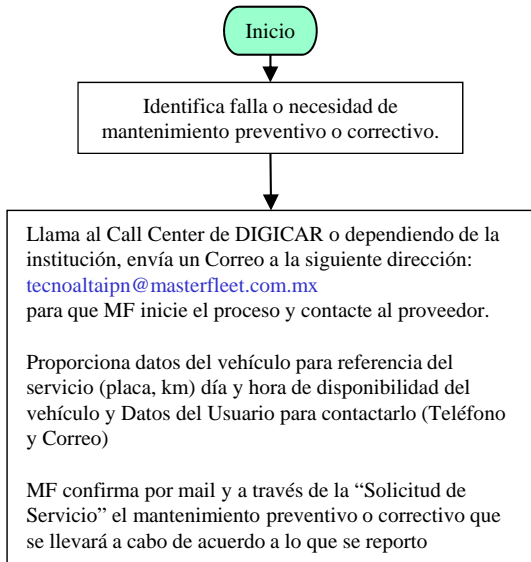 Inicio
Identifica falla o necesidad de
mantenimiento preventivo o correctivo.
Llama al Call Center de DIGICAR o dependiendo de la
institución, envía un Correo a la siguiente dirección:
tecnoaltaipn@masterfleet.com.mx
para que MF inicie el proceso y contacte al proveedor.
Proporciona datos del vehículo para referencia del
servicio (placa, km) día y hora de disponibilidad del
vehículo y Datos del Usuario para contactarlo (Teléfono
y Correo)
MF confirma por mail y a través de la “Solicitud de
Servicio” el mantenimiento preventivo o correctivo que
se llevará a cabo de acuerdo a lo que se reporto